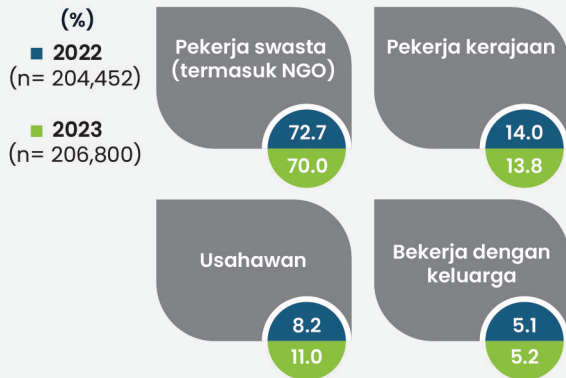 (%)
2022
(n= 204,452)
2023
(n= 206,800)
Pekerja swasta
(termasuk NGO)
72.7
70.0
Pekerja kerajaan
14.0
13.8
Usahawan
8.2
11.0
Bekerja dengan
keluarga
5.1
5.2